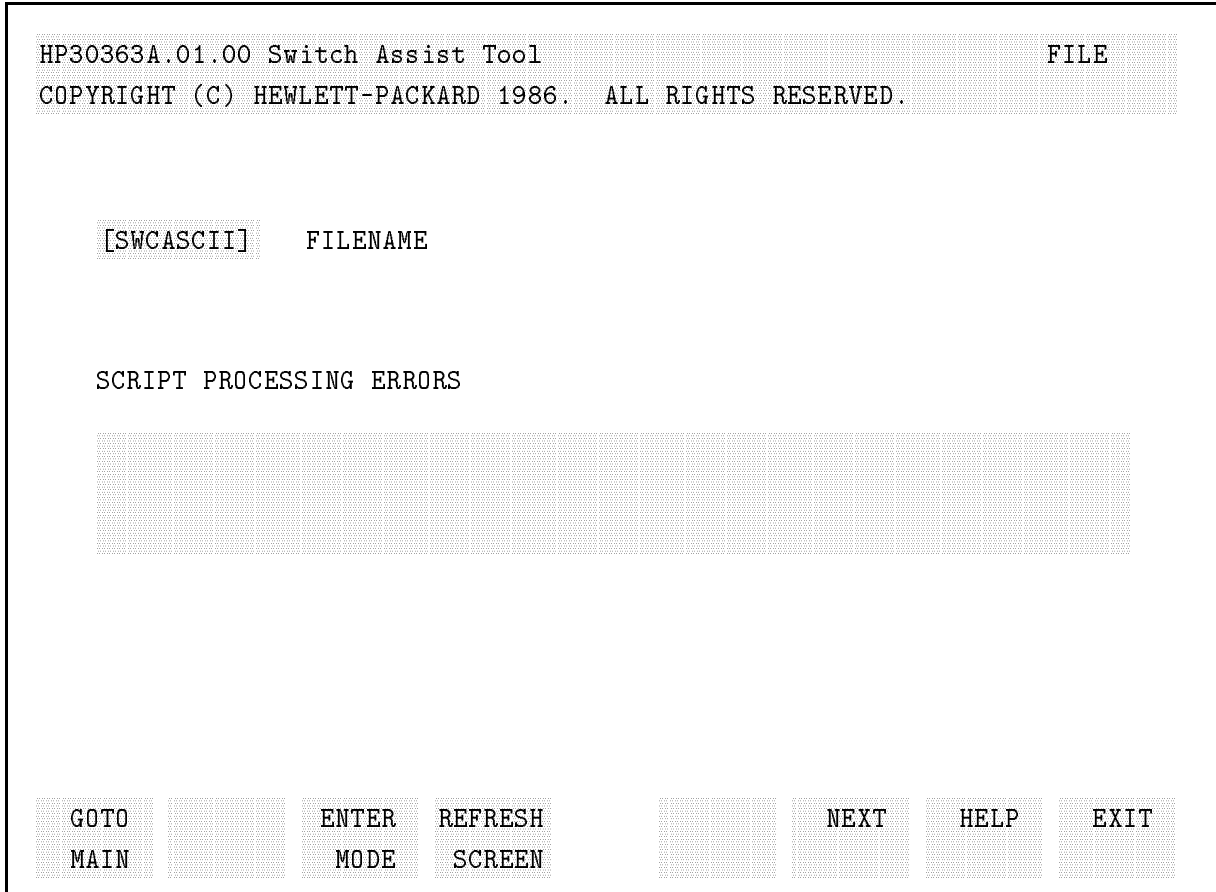 HP30363A.01.00 Switch Assist Tool FILE
COPYRIGHT (C) HEWLETT-PACKARD 1986. ALL RIGHTS RESERVED.
[SWCASCII] FILENAME
SCRIPT PROCESSING ERRORS
GOTO ENTER REFRESH NEXT HELP EXIT
MAIN MODE SCREEN